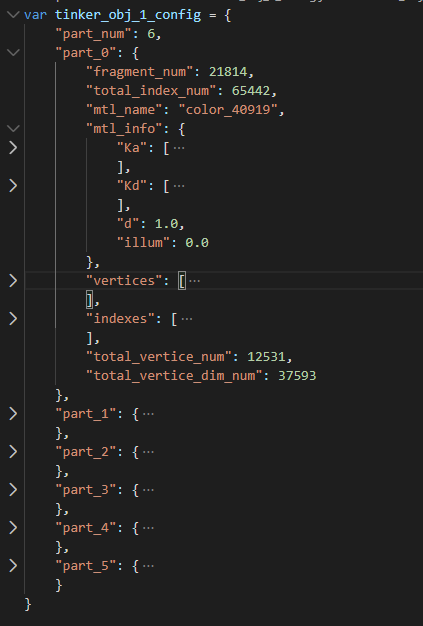 var tinker_obj_1_config = {
"part_num": 6,
"part_0": {
"fragment_num": 21814,
"total_index_num": 65442,
"mtl_name": "color_40919",
"mtl_info": {
"Ka": [ ···
],
"Kd": [ ···
],
"d": 1.0,
"illum": 0.0
},
"vertices": [ ···
],
"indexes": [ ···
],
"total_vertice_num": 12531,
"total_vertice_dim_num": 37593
},
"part_1": { ···
},
"part_2": { ···
},
"part_3": { ···
},
"part_4": { ···
},
"part_5": { ···
}
}